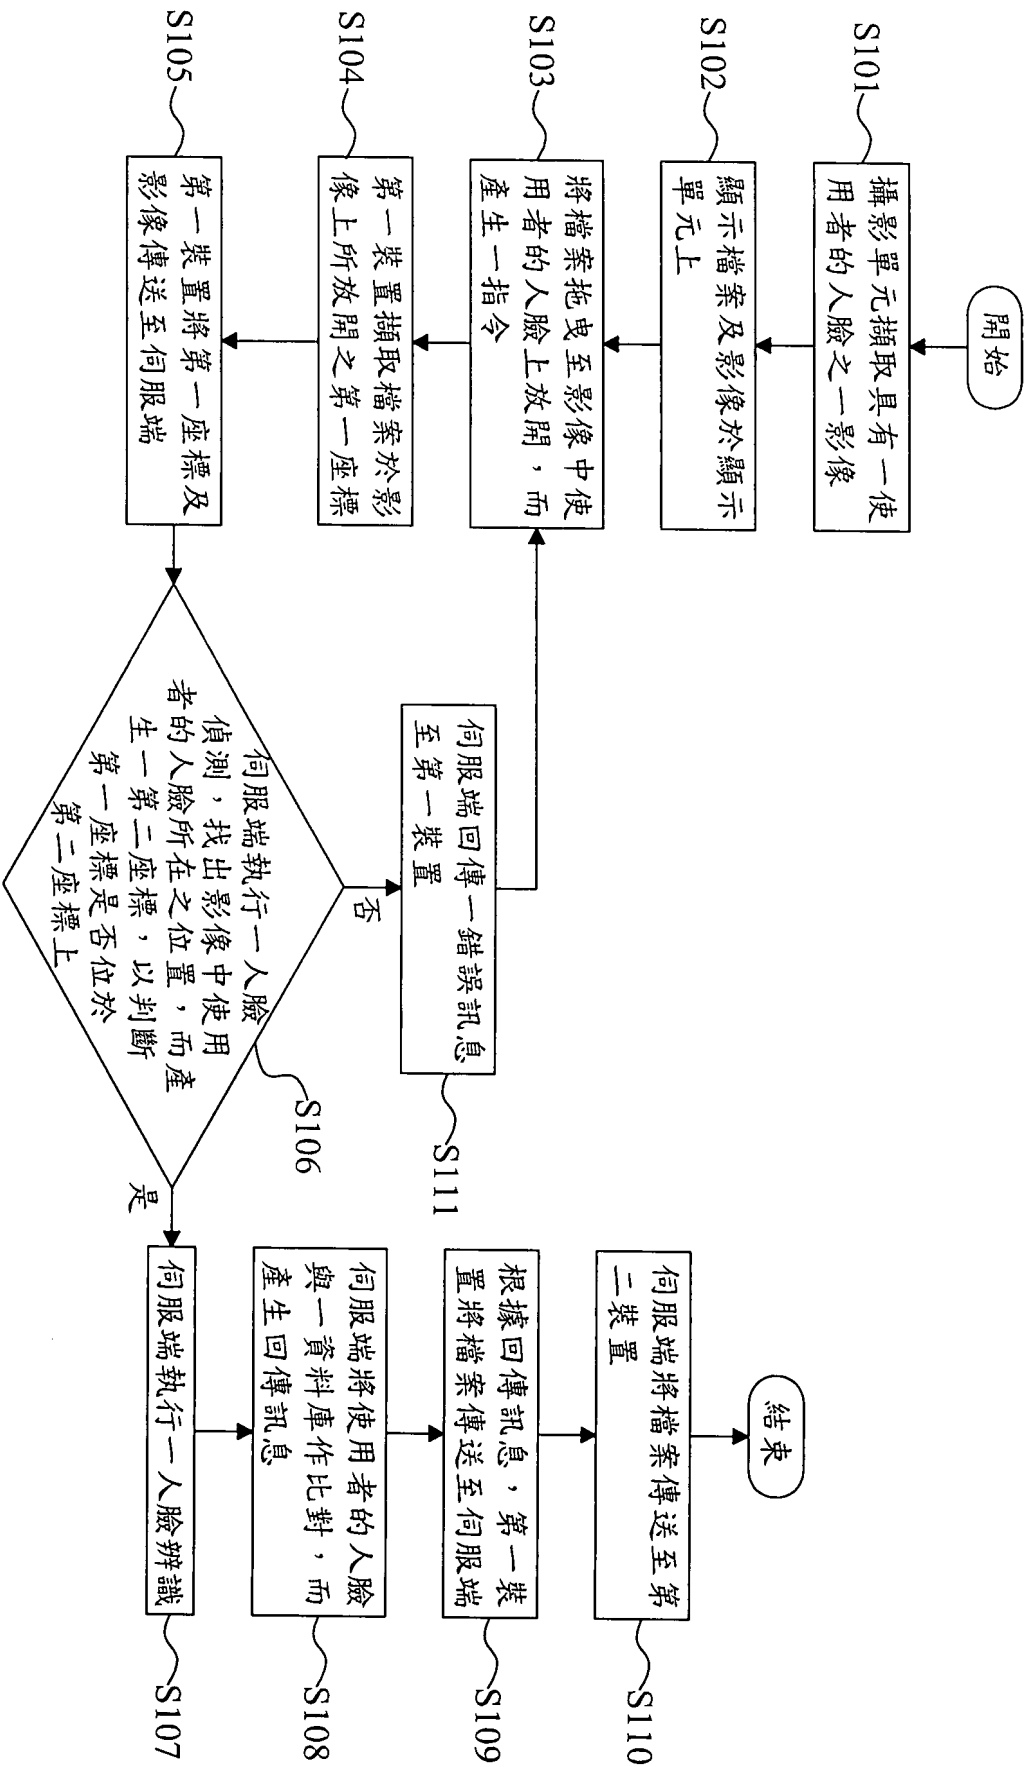 開始
S101
攝影單元擷取具有一使
用者的人臉之一影像
S102
顯示檔案及影像於顯示
單元上
S103
將檔案拖曳至影像中使
用者的人臉上放開，而
產生一指令
S104
第一裝置擷取檔案於影
像上所放開之第一座標
S105
第一裝置將第一座標及
影像傳送至伺服端
伺服端執行一人臉
偵測，找出影像中使用
者的人臉所在之位置，而產
生一第二座標，以判斷
第一座標是否位於
第二座標上
S106
否
伺服端回傳一錯誤訊息
至第一裝置
S111
是
伺服端執行一人臉辨識
S107
伺服端將使用者的人臉
與一資料庫作比對，而
產生回傳訊息
S108
根據回傳訊息，第一裝
置將檔案傳送至伺服端
S109
伺服端將檔案傳送至第
二裝置
S110
結束